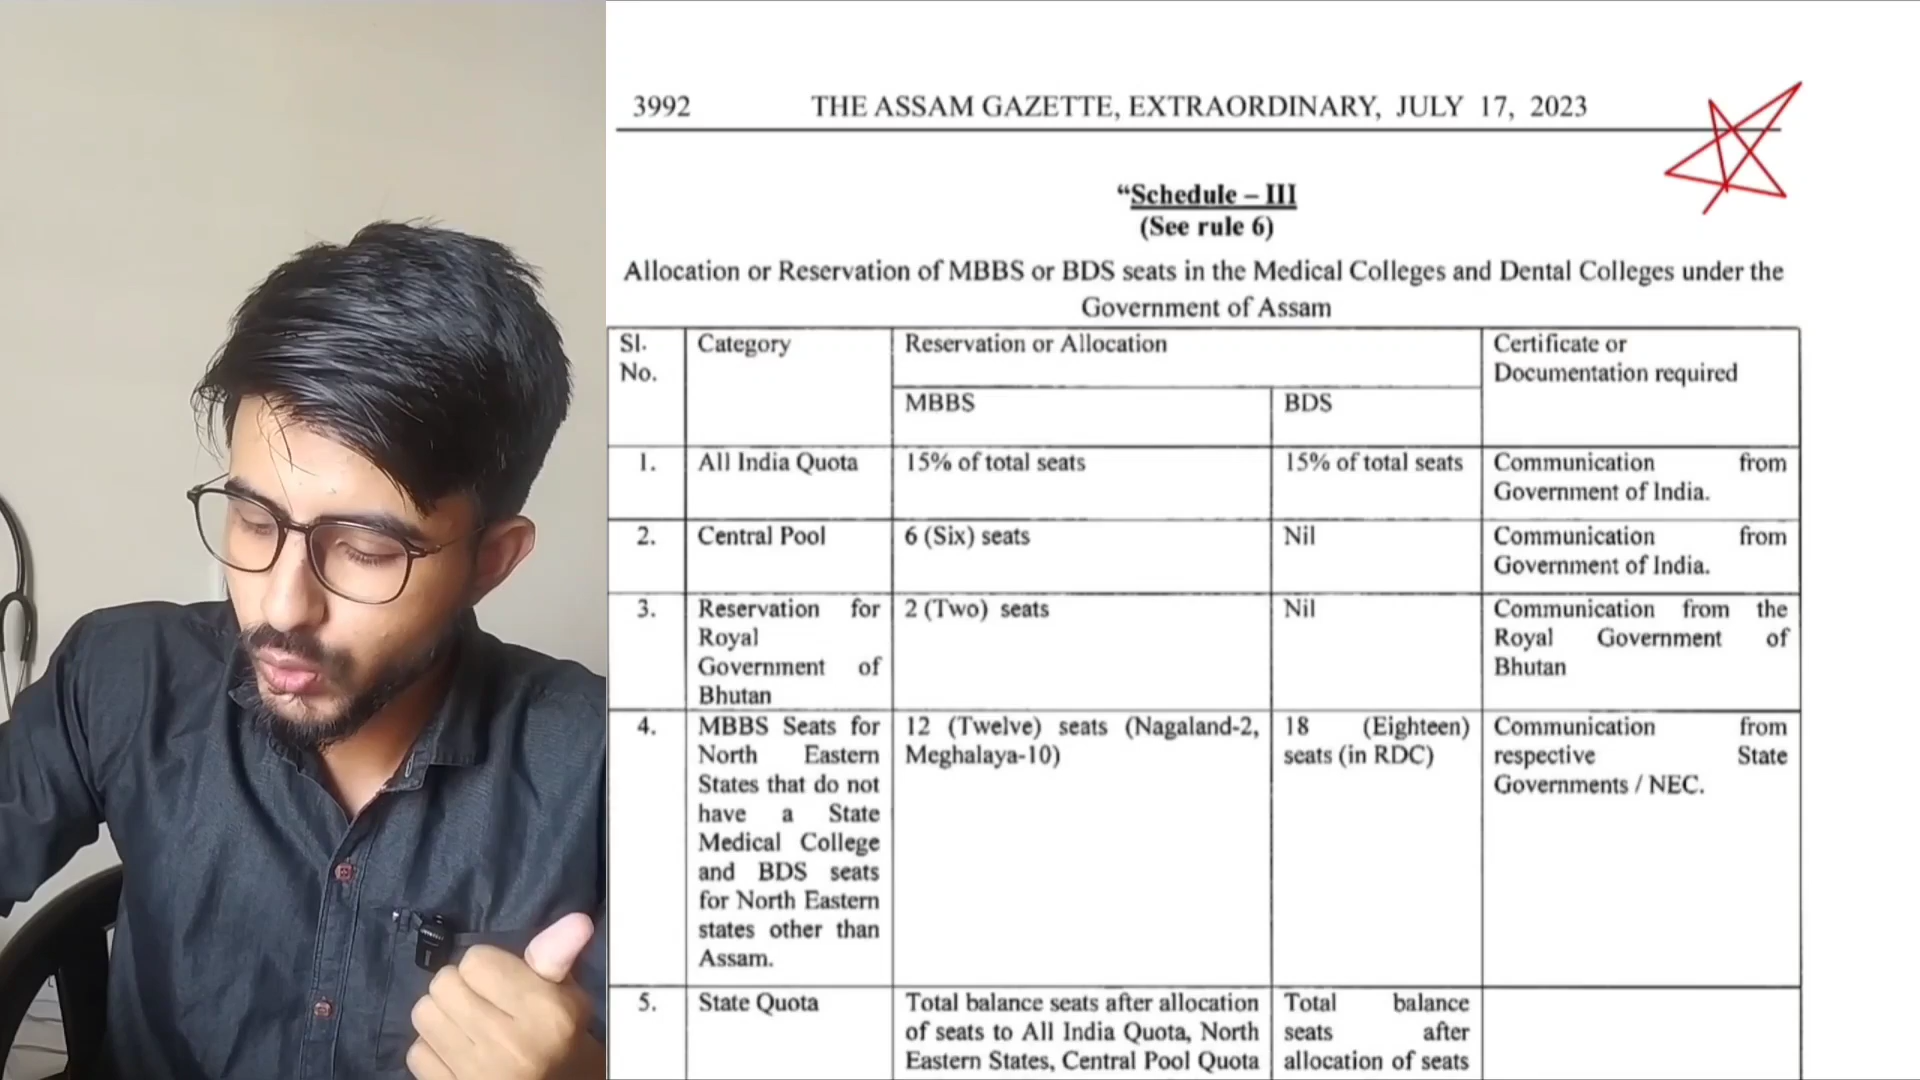 3992 THE ASSAM GAZETTE, EXTRAORDINARY, JULY 17, 2023
“Schedule – III
(See rule 6)
Allocation or Reservation of MBBS or BDS seats in the Medical Colleges and Dental Colleges under the
Government of Assam
Sl. No.
Category
Reservation or Allocation
Certificate or
Documentation required
MBBS
BDS
1.
All India Quota
15% of total seats
15% of total seats
Communication from
Government of India.
2.
Central Pool
6 (Six) seats
Nil
Communication from
Government of India.
3.
Reservation for
Royal
Government of
Bhutan
2 (Two) seats
Nil
Communication from the
Royal Government of
Bhutan
4.
MBBS Seats for
North Eastern
States that do not
have a State
Medical College
and BDS seats
for North Eastern
states other than
Assam.
12 (Twelve) seats (Nagaland-2,
Meghalaya-10)
18 (Eighteen)
seats (in RDC)
Communication from
respective State
Governments / NEC.
5.
State Quota
Total balance seats after allocation
of seats to All India Quota, North
Eastern States, Central Pool Quota
Total balance
seats after
allocation of seats